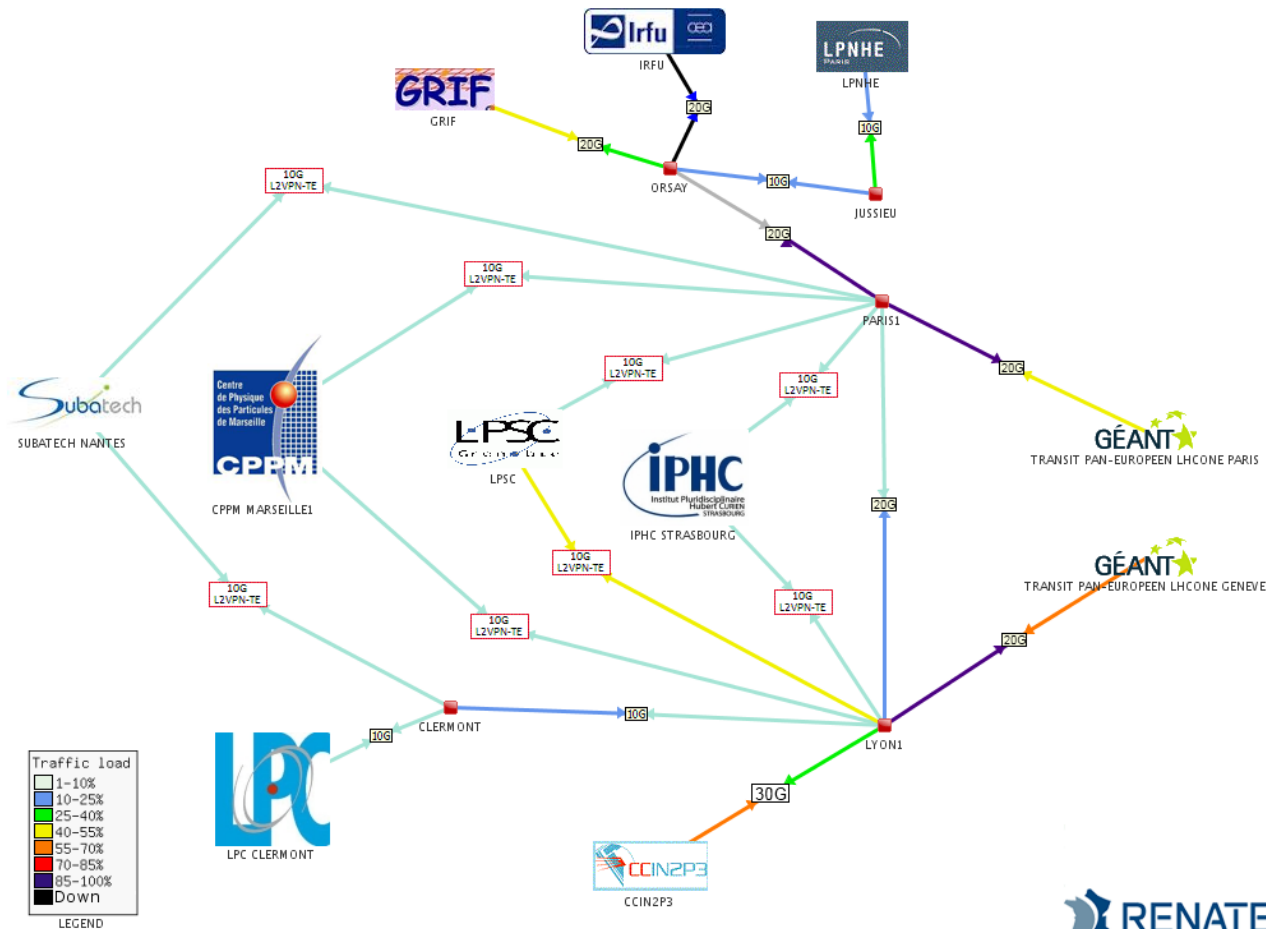 Irfu
cea
IRFU
LPNHE
PARIS
LPNHE
GRIF
GRIF
20G
10G
20G
ORSAY
10G
JUSSIEU
10G
L2VPN-TE
20G
10G
L2VPN-TE
PARIS1
10G
L2VPN-TE
10G
L2VPN-TE
20G
Subatech
SUBATECH NANTES
Centre
de Physique
des Particules
de Marseille
CPPM
CPPM MARSEILLE1
LPSC
Grenoble
LPSC
IPHC
Institut Pluridisciplinaire
Hubert CURIEN
STRASBOURG
IPHC STRASBOURG
GÉANT
TRANSIT PAN-EUROPEEN LHCONE PARIS
20G
GÉANT
TRANSIT PAN-EUROPEEN LHCONE GENEVE
10G
L2VPN-TE
10G
L2VPN-TE
10G
L2VPN-TE
10G
L2VPN-TE
20G
CLERMONT
10G
LYON1
10G
LPC
LPC CLERMONT
30G
CCIN2P3
CCIN2P3
Traffic load
1-10%
10-25%
25-40%
40-55%
55-70%
70-85%
85-100%
Down
LEGEND
RENATE